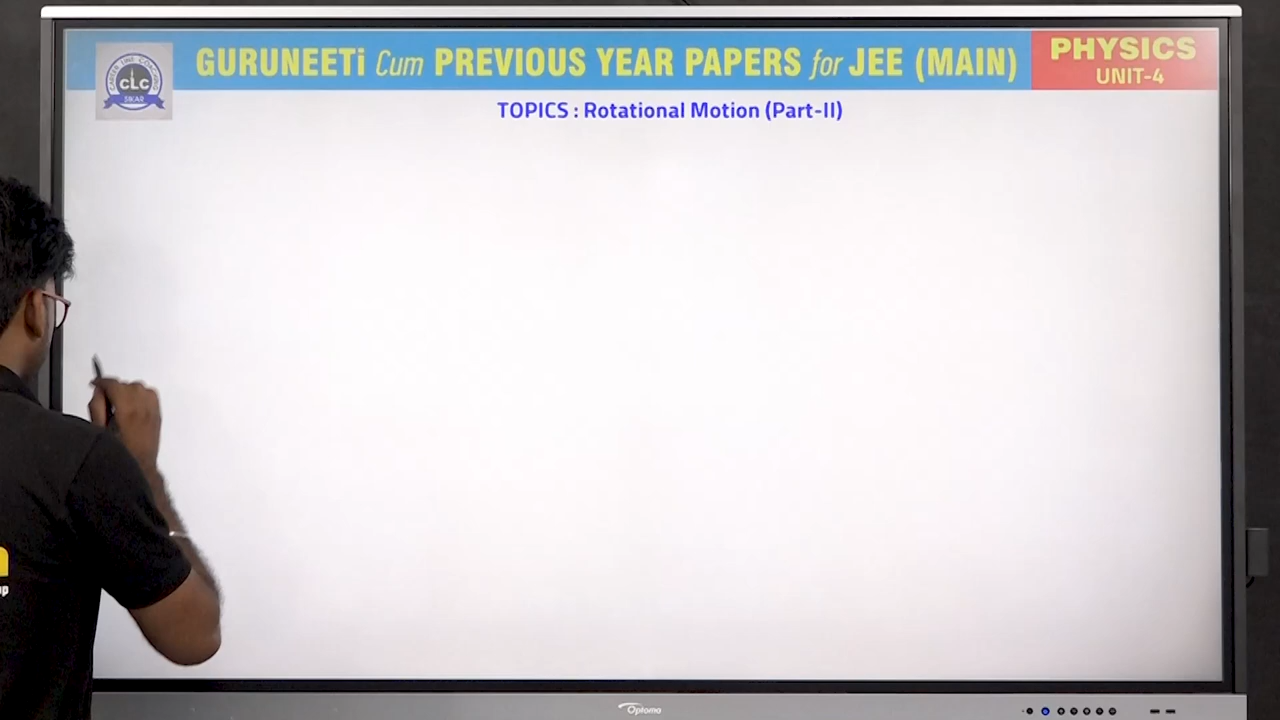 GURUNEETi Cum PREVIOUS YEAR PAPERS for JEE (MAIN)
PHYSICS
UNIT-4
CLC
SIKAR
TOPICS : Rotational Motion (Part-II)
up
Optoma